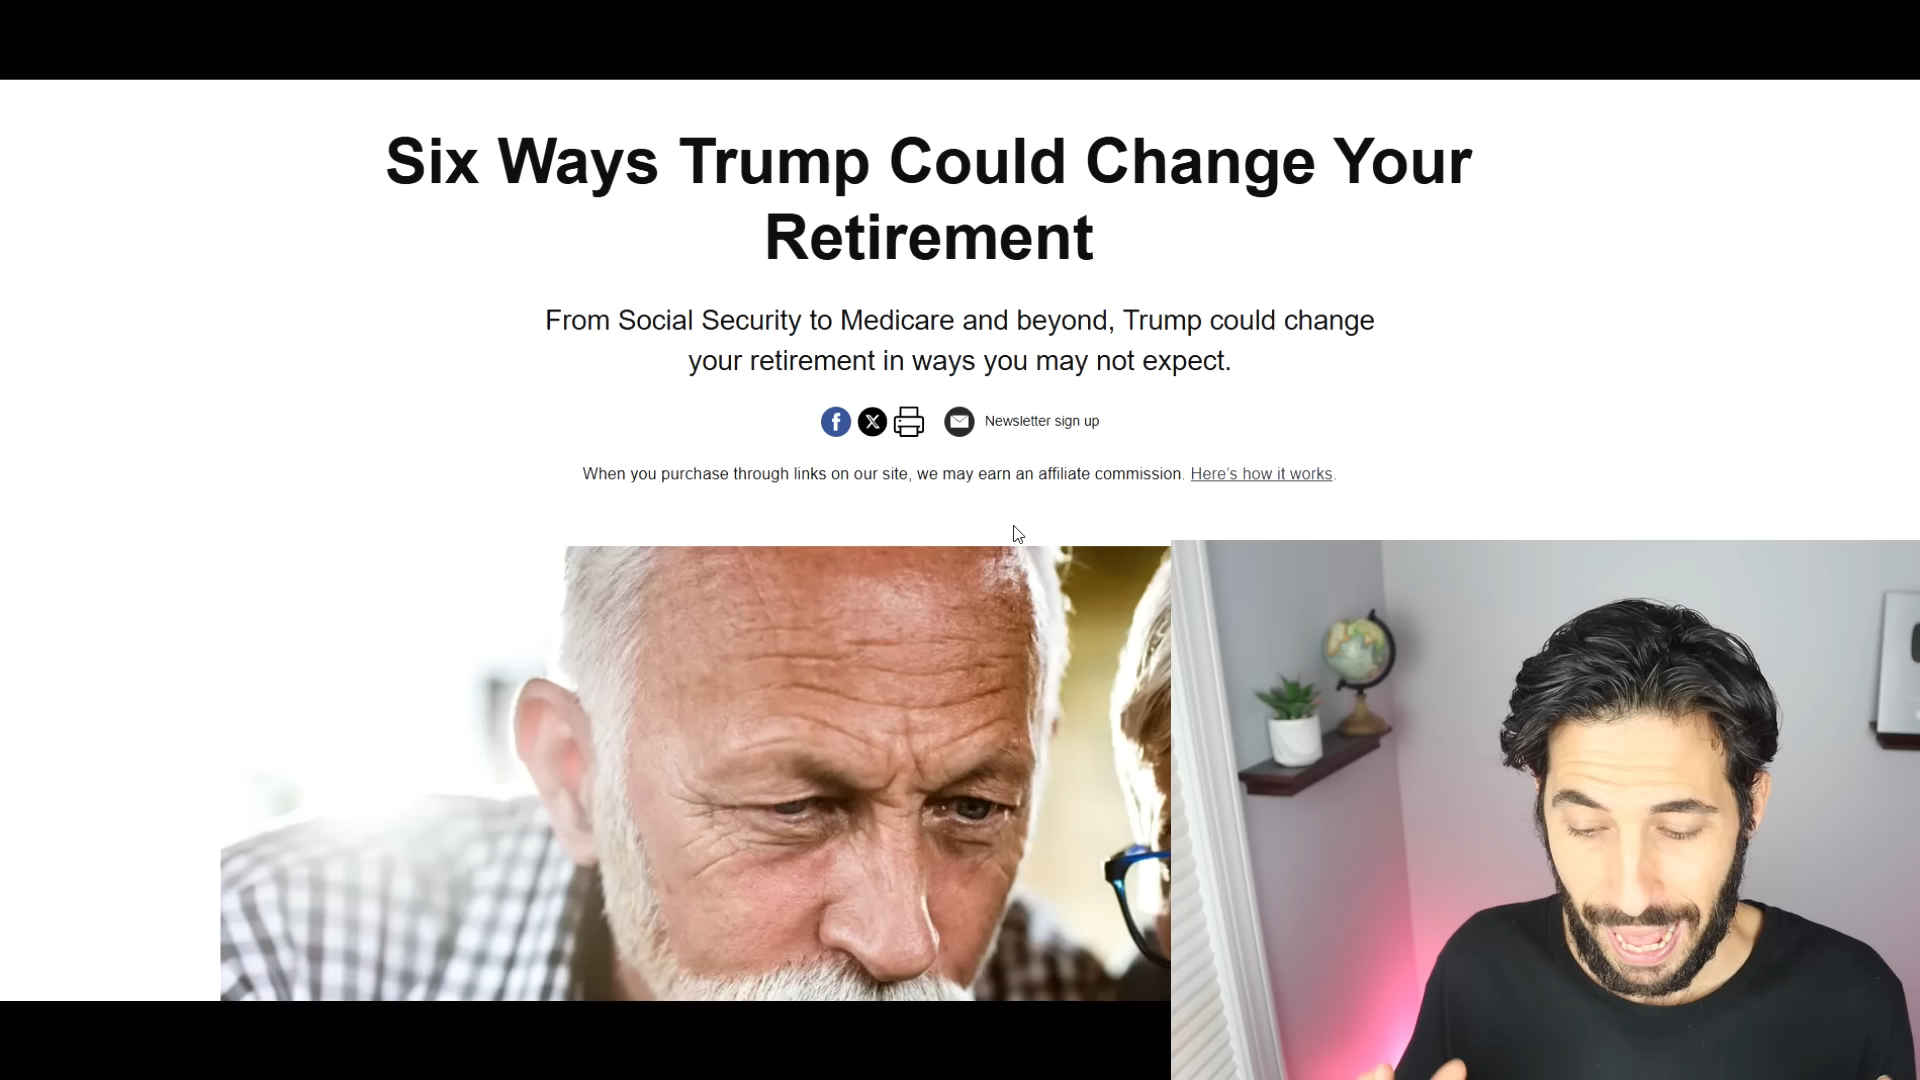 Six Ways Trump Could Change Your
Retirement
From Social Security to Medicare and beyond, Trump could change
your retirement in ways you may not expect.
Newsletter sign up
When you purchase through links on our site, we may earn an affiliate commission. Here's how it works.